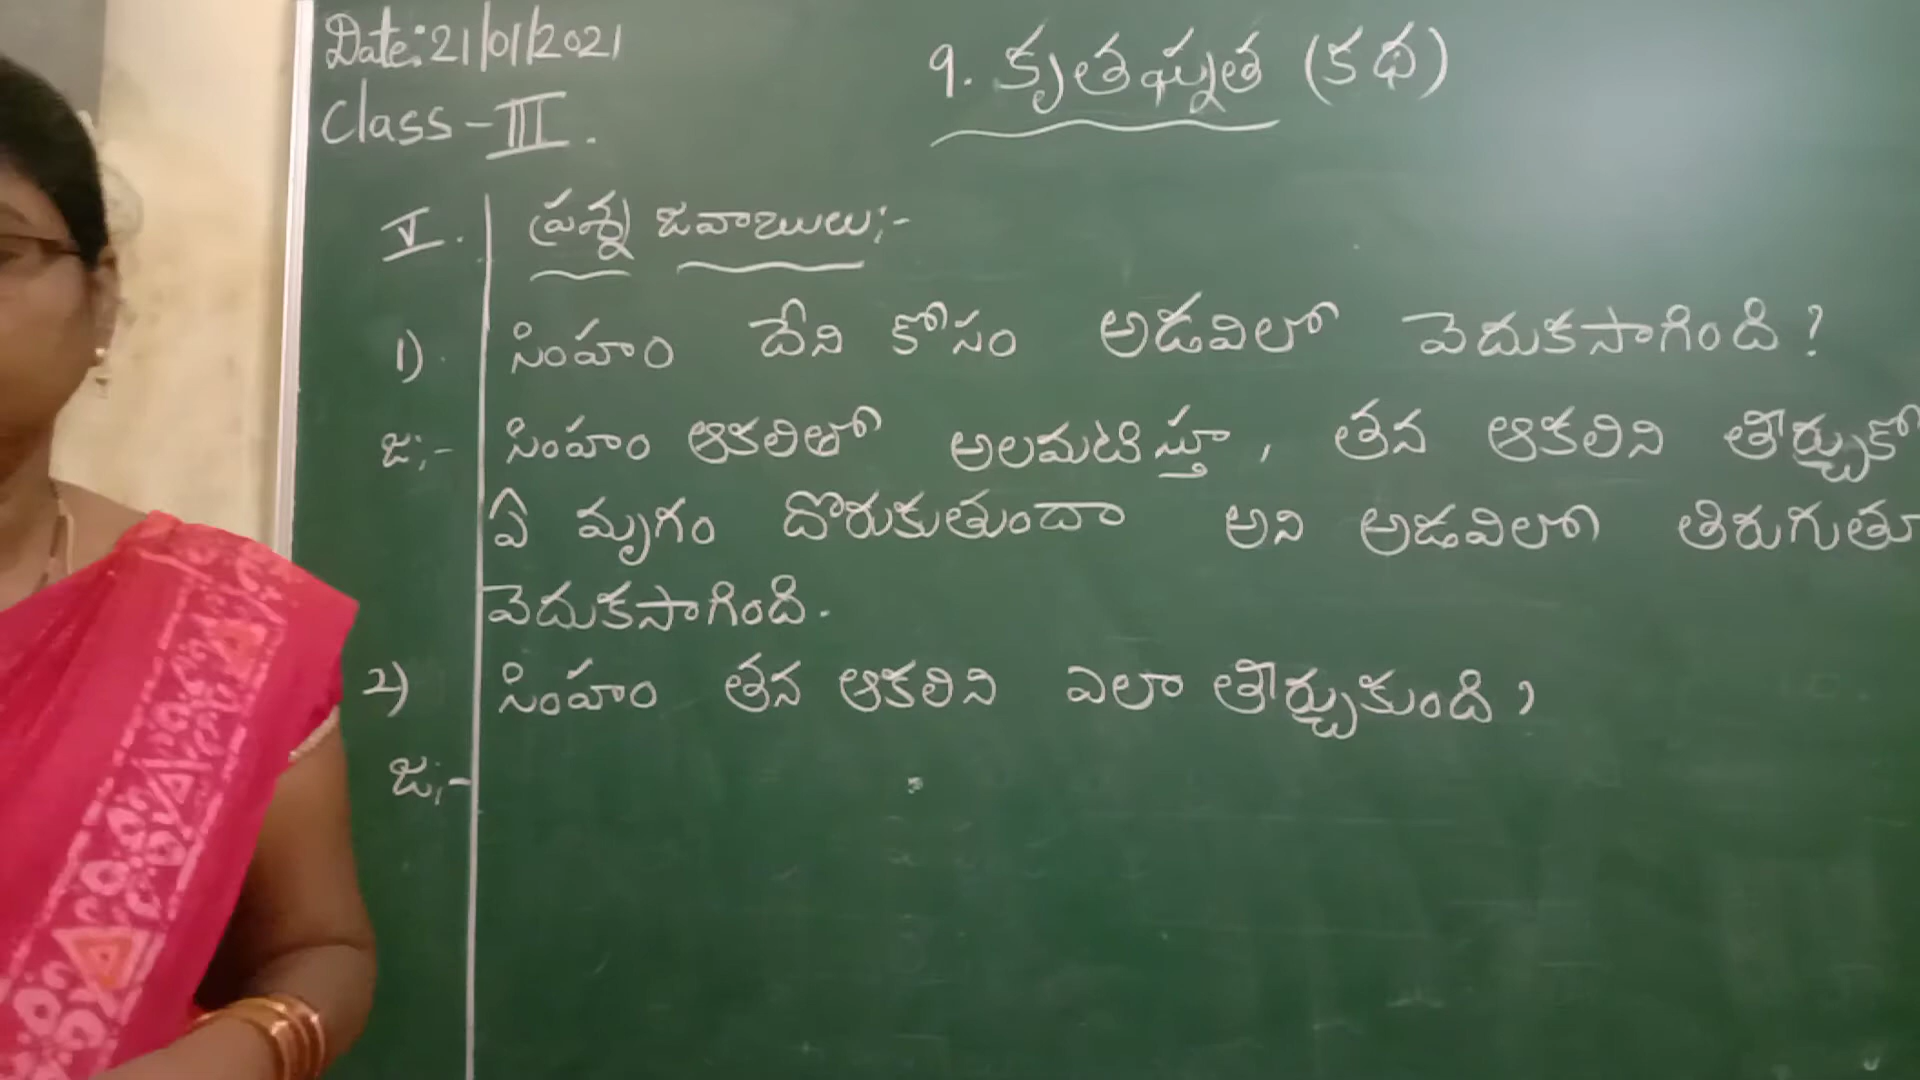 Date:21/01/2021
Class-III.
9. కృతఘ్నత (కథ)
V. ప్రశ్న జవాబులు:-
1) సింహం దేని కోసం అడవిలో వెదుకసాగింది?
జ:- సింహం ఆకలితో అలమటిస్తూ, తన ఆకలిని తీర్చుకో
ఏ మృగం దొరుకుతుందా అని అడవిలో తిరుగుతూ
వెదుకసాగింది.
2) సింహం తన ఆకలిని ఎలా తీర్చుకుంది?
జ:-